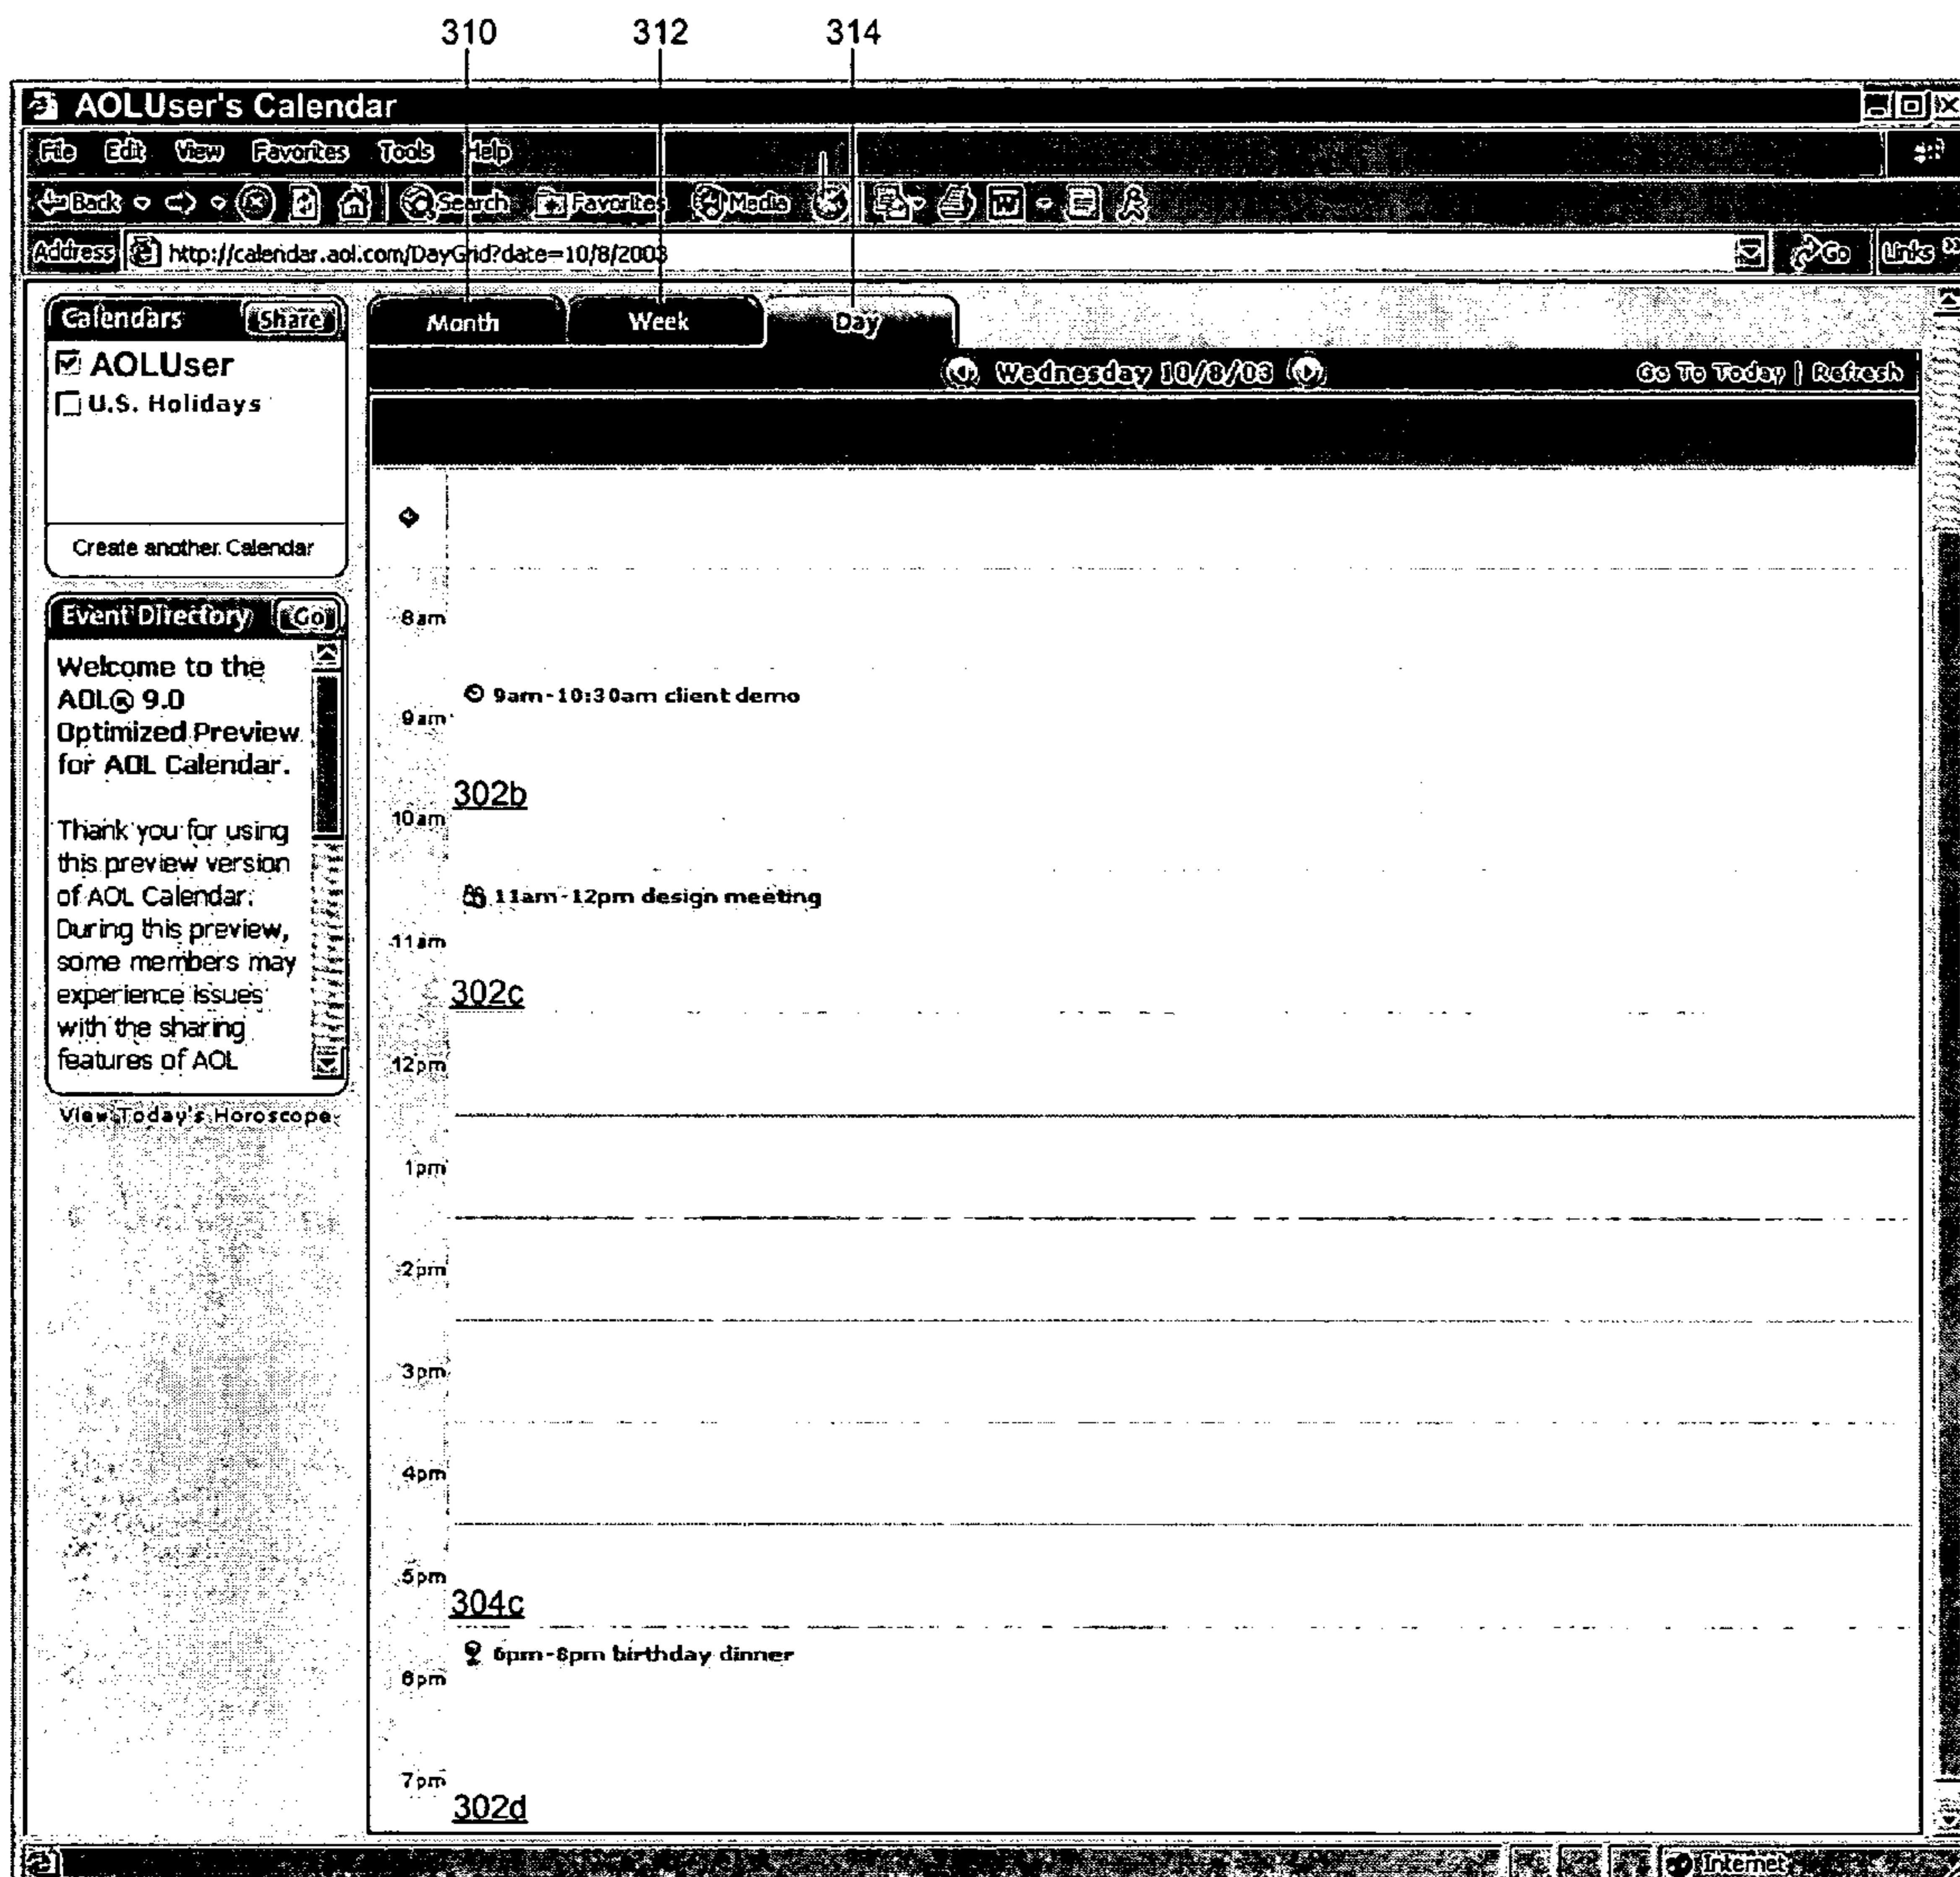 310 312 314
AOLUser's Calendar
File Edit View Favorites Tools Help
Back Search Favorites Media
Address http://calendar.aol.com/DayGrid?date=10/8/2003 Go Links
Calendars Share
AOLUser
U.S. Holidays
Create another Calendar
Event Directory Go
Welcome to the
AOL® 9.0
Optimized Preview
for AOL Calendar.
Thank you for using
this preview version
of AOL Calendar.
During this preview,
some members may
experience issues
with the sharing
features of AOL
View Today's Horoscope
Month Week Day
Wednesday 10/8/03 Go To Today | Refresh
8am
9am-10:30am client demo
9am
302b
10am
11am-12pm design meeting
11am
302c
12pm
1pm
2pm
3pm
4pm
5pm
304c
6pm-8pm birthday dinner
6pm
7pm
302d
Internet